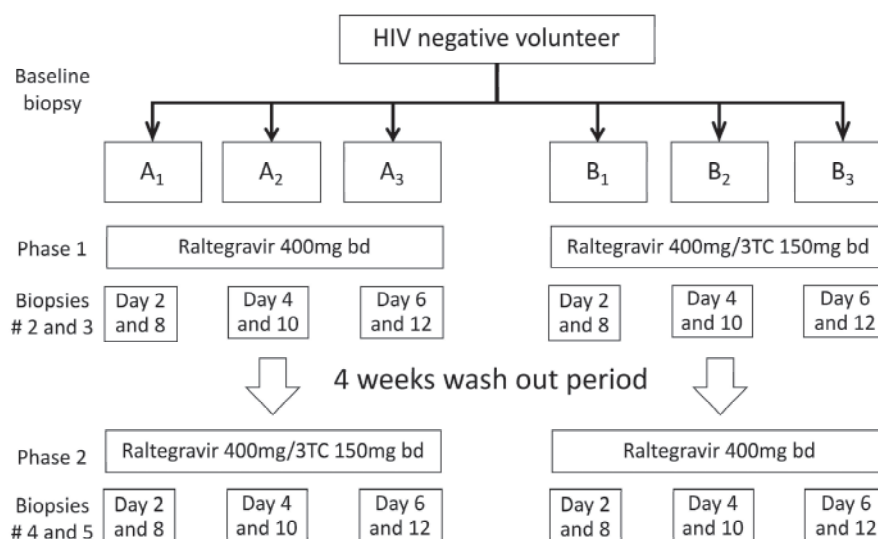 HIV negative volunteer
Baseline
biopsy
A₁ A₂ A₃ B₁ B₂ B₃
Phase 1 Raltegravir 400mg bd Raltegravir 400mg/3TC 150mg bd
Biopsies Day 2 Day 4 Day 6 Day 2 Day 4 Day 6
# 2 and 3 and 8 and 10 and 12 and 8 and 10 and 12
4 weeks wash out period
Phase 2 Raltegravir 400mg/3TC 150mg bd Raltegravir 400mg bd
Biopsies Day 2 Day 4 Day 6 Day 2 Day 4 Day 6
# 4 and 5 and 8 and 10 and 12 and 8 and 10 and 12